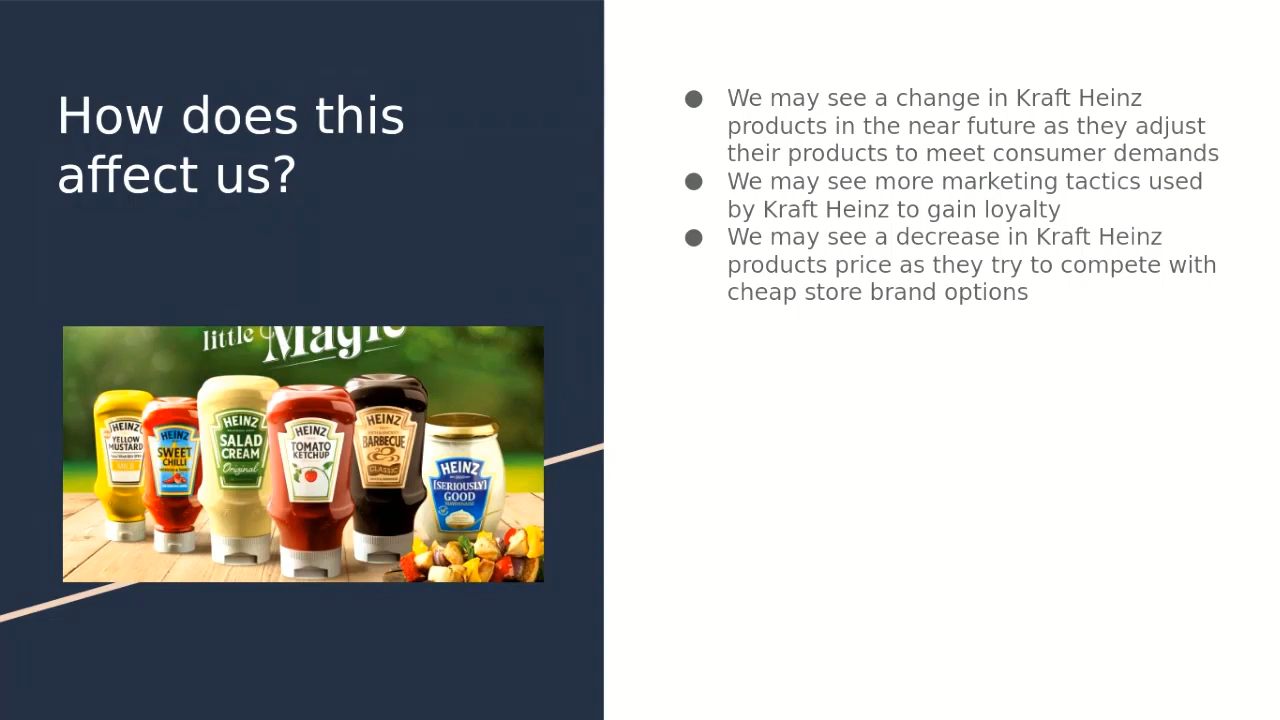 How does this
affect us?
● We may see a change in Kraft Heinz
products in the near future as they adjust
their products to meet consumer demands
● We may see more marketing tactics used
by Kraft Heinz to gain loyalty
● We may see a decrease in Kraft Heinz
products price as they try to compete with
cheap store brand options
little Magic
HEINZ
YELLOW
MUSTARD
MILD
HEINZ
SWEET
CHILLI
HEINZ
SALAD
CREAM
Original
HEINZ
TOMATO
KETCHUP
HEINZ
BARBECUE
CLASSIC
HEINZ
[SERIOUSLY]
GOOD
MAYONNAISE